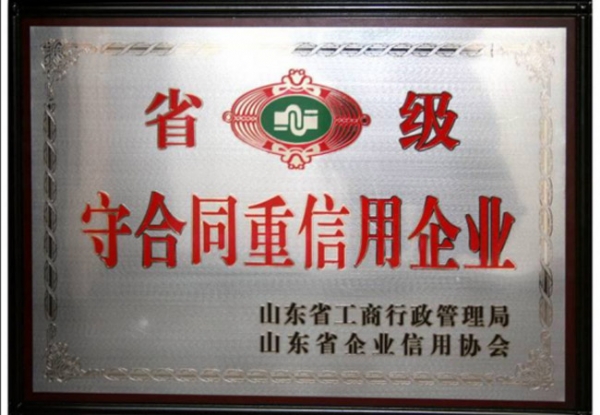 省级
守合同重信用企业
山东省工商行政管理局
山东省企业信用协会